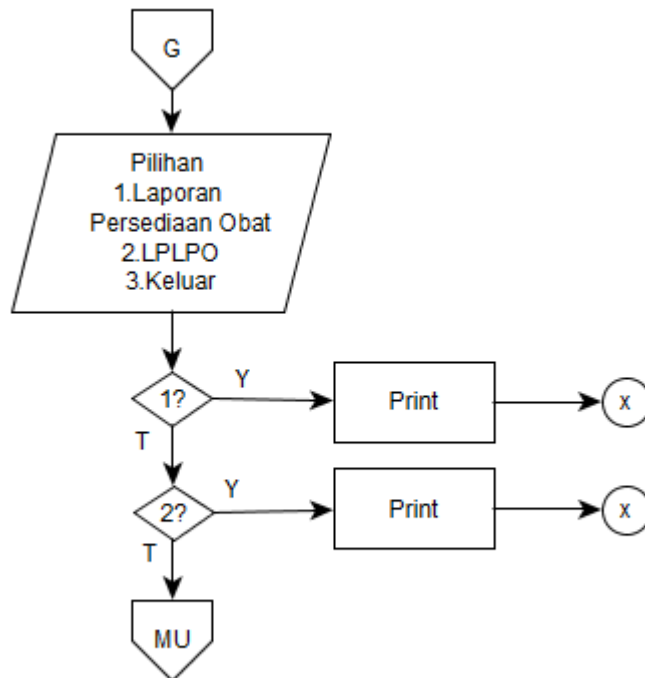 G
Pilihan
1.Laporan
Persediaan Obat
2.LPLPO
3.Keluar
1?
Y
Print
x
T
2?
Y
Print
x
T
MU